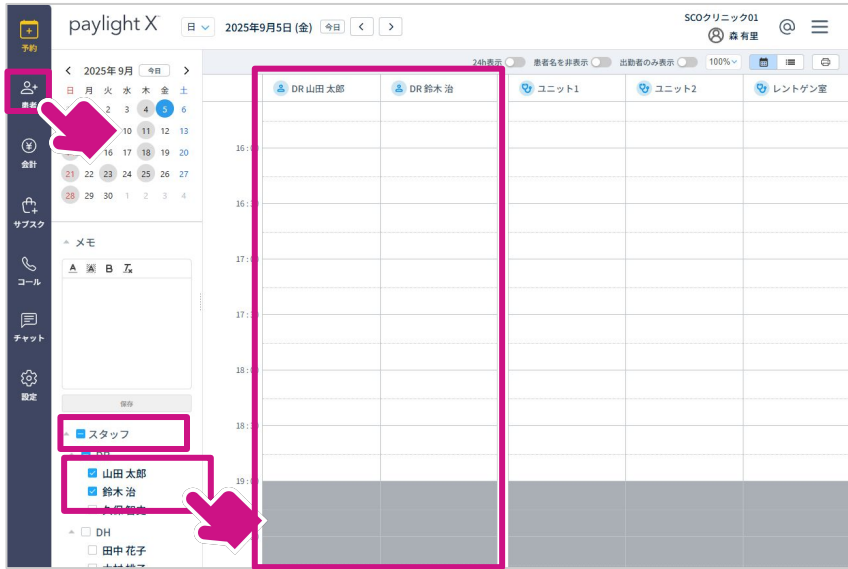 予約
paylight X
日
2025年9月5日 (金)
今日
SCOクリニック01
森 有里
24h表示
患者名を非表示
出勤者のみ表示
100%
患者
会計
サブスク
コール
チャット
設定
2025年 9月
今日
日 月 火 水 木 金 土
2 3 4 5 6
10 11 12 13
16 17 18 19 20
21 22 23 24 25 26 27
28 29 30 1 2 3 4
DR 山田 太郎
DR 鈴木 治
ユニット1
ユニット2
レントゲン室
メモ
A A B Tx
保存
スタッフ
DR
山田 太郎
鈴木 治
DH
田中 花子
16:
16:
17:
17:
18:
18:
19: